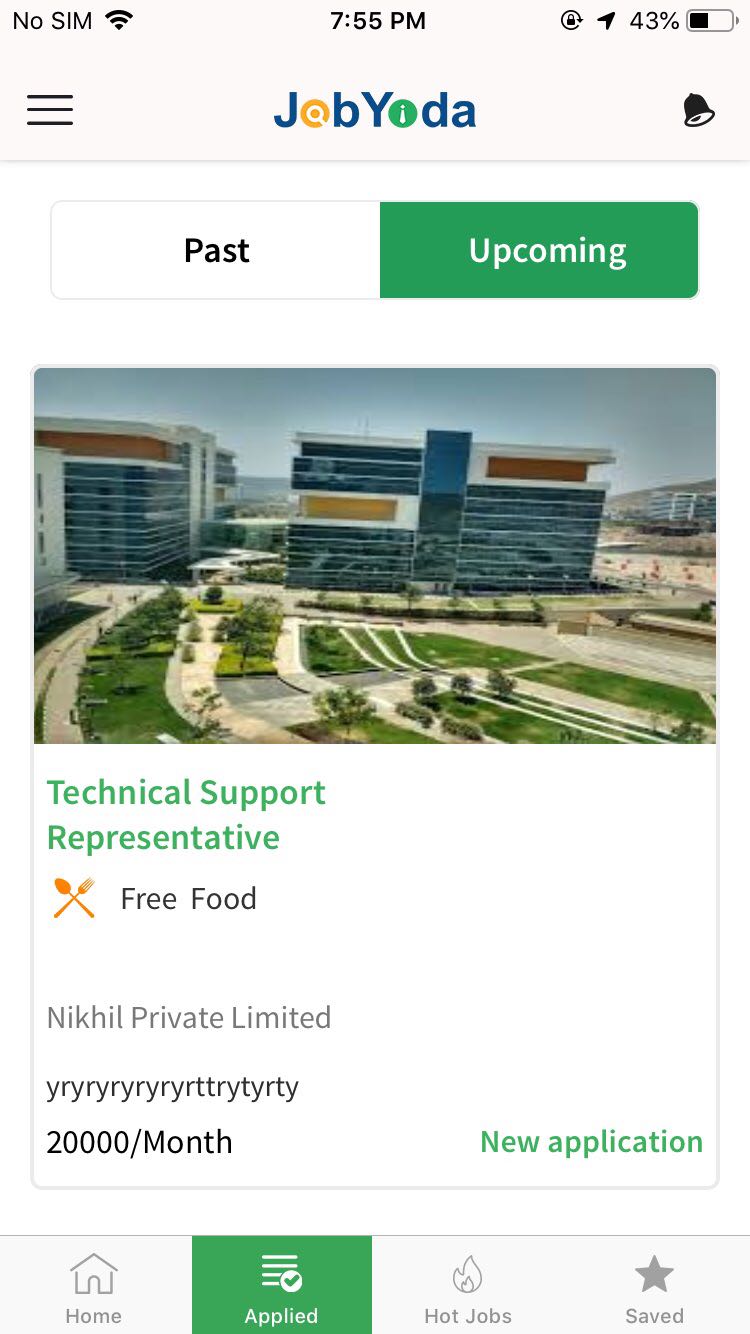 No SIM 7:55 PM 43%
JobYoda
Past Upcoming
Technical Support
Representative
Free Food
Nikhil Private Limited
yryryryryryrttrytyrty
20000/Month New application
Home Applied Hot Jobs Saved